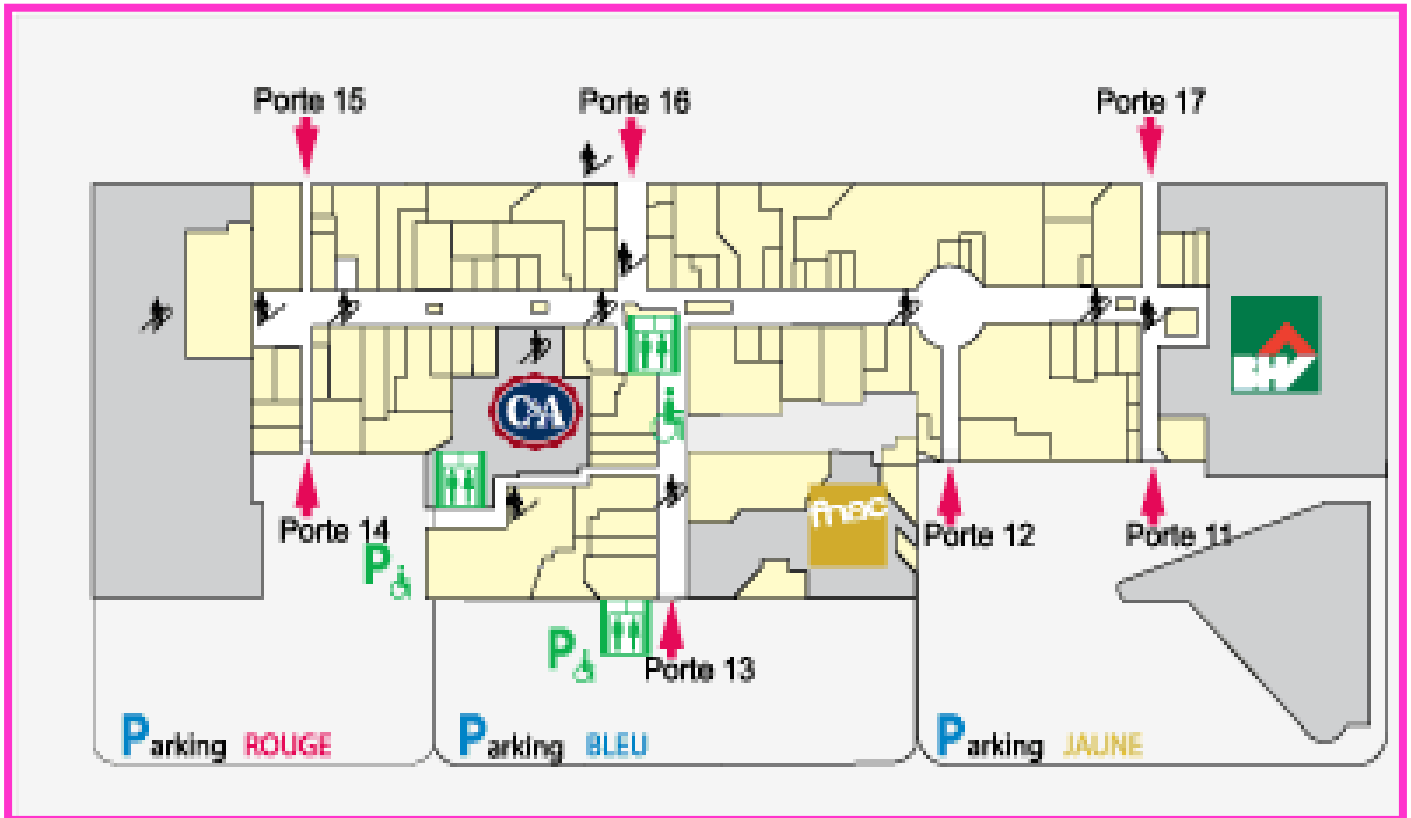 Porte 15
Porte 16
Porte 17
BHV
C&A
fnac
Porte 14
Porte 12
Porte 11
P
P
Porte 13
Parking ROUGE
Parking BLEU
Parking JAUNE